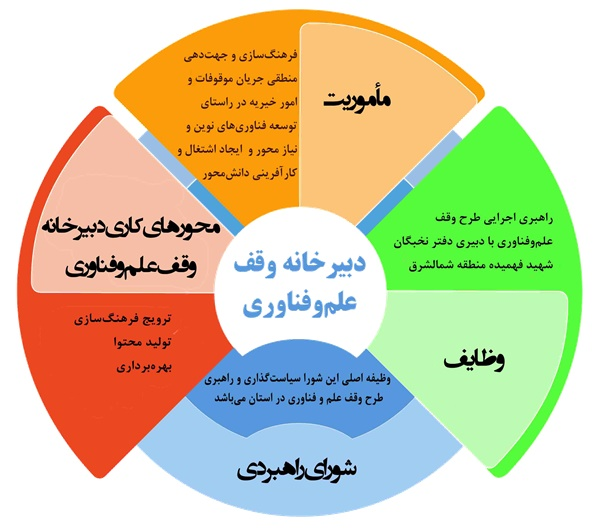 دبیرخانه وقف
علم‌وفناوری
مأموریت
فرهنگ‌سازی و جهت‌دهی
منطقی جریان موقوفات و
امور خیریه در راستای
توسعه فناوری‌های نوین و
نیاز محور و ایجاد اشتغال و
کارآفرینی دانش‌محور
راهبری اجرایی طرح وقف
علم‌وفناوری با دبیری دفتر نخبگان
شهید فهمیده منطقه شمالشرق
وظایف
وظیفه اصلی این شورا سیاست‌گذاری و راهبری
طرح وقف علم و فناوری در استان می‌باشد
شورای‌راهبردی
محورهای کاری دبیرخانه
وقف علم‌وفناوری
ترویج فرهنگ‌سازی
تولید محتوا
بهره‌برداری